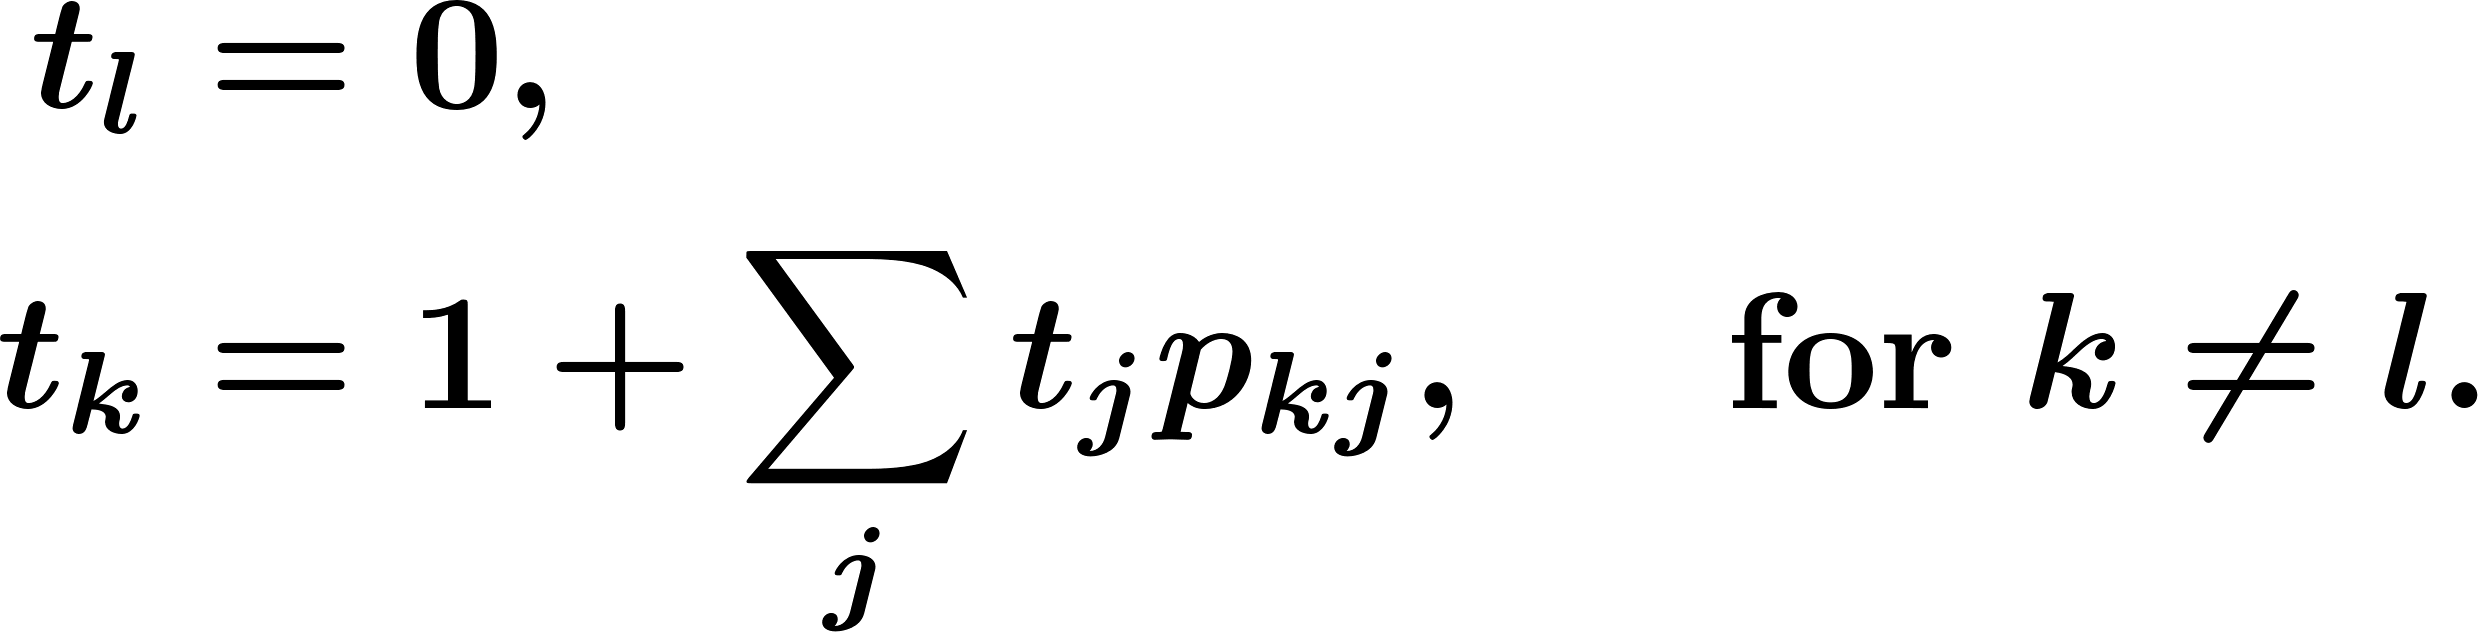 t_l = 0,
t_k = 1 + ∑_j t_j p_{kj}, for k ≠ l.